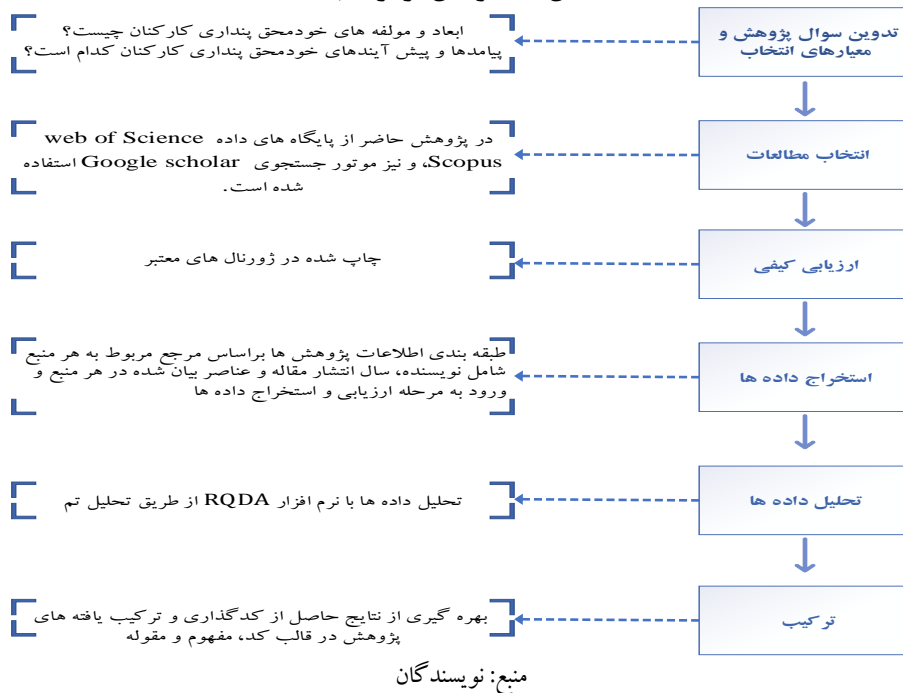 تدوین سوال پژوهش و
معیارهای انتخاب
ابعاد و مولفه های خودمحق پنداری کارکنان چیست؟
پیامدها و پیش آیندهای خودمحق پنداری کارکنان کدام است؟
انتخاب مطالعات
در پژوهش حاضر از پایگاه های داده web of Science
Scopus، و نیز موتور جستجوی Google scholar استفاده
شده است.
ارزیابی کیفی
چاپ شده در ژورنال های معتبر
استخراج داده ها
طبقه بندی اطلاعات پژوهش ها براساس مرجع مربوط به هر منبع
شامل نویسنده، سال انتشار مقاله و عناصر بیان شده در هر منبع و
ورود به مرحله ارزیابی و استخراج داده ها
تحلیل داده ها
تحلیل داده ها با نرم افزار RQDA از طریق تحلیل تم
ترکیب
بهره گیری از نتایج حاصل از کدگذاری و ترکیب یافته های
پژوهش در قالب کد، مفهوم و مقوله
منبع: نویسندگان